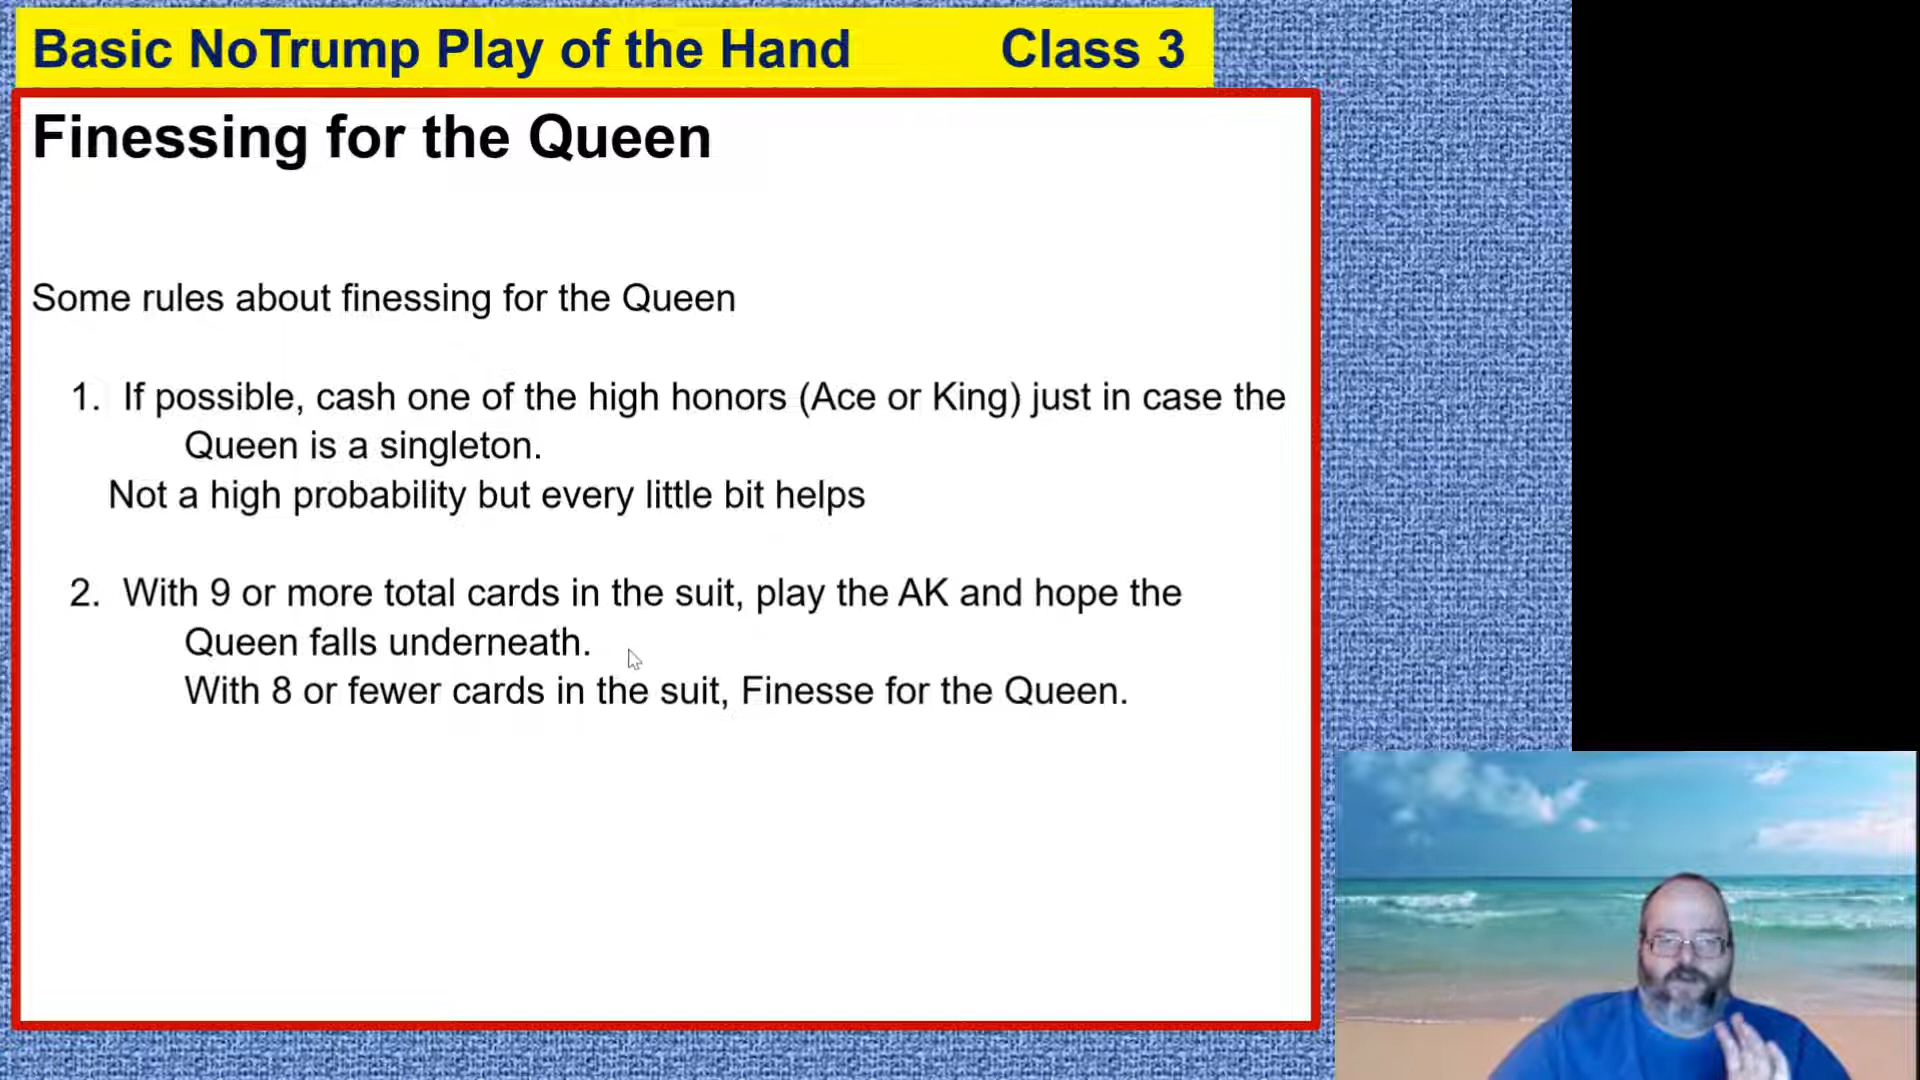 Basic NoTrump Play of the Hand Class 3
Finessing for the Queen
Some rules about finessing for the Queen
1. If possible, cash one of the high honors (Ace or King) just in case the
Queen is a singleton.
Not a high probability but every little bit helps
2. With 9 or more total cards in the suit, play the AK and hope the
Queen falls underneath.
With 8 or fewer cards in the suit, Finesse for the Queen.